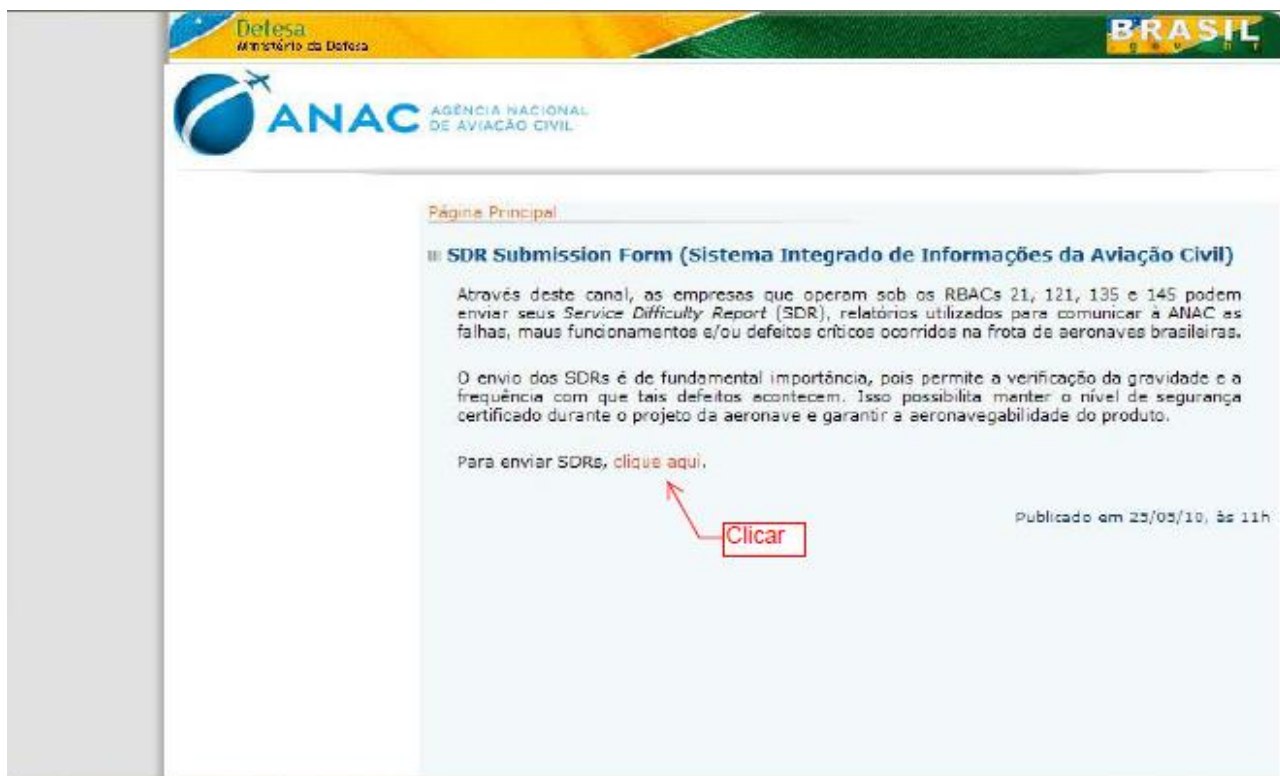 Defesa
Ministério da Defesa
BRASIL
gov br
ANAC AGÊNCIA NACIONAL
DE AVIAÇÃO CIVIL
Página Principal
SDR Submission Form (Sistema Integrado de Informações da Aviação Civil)
Através deste canal, as empresas que operam sob os RBACs 21, 121, 135 e 145 podem
enviar seus Service Difficulty Report (SDR), relatórios utilizados para comunicar à ANAC as
falhas, maus funcionamentos e/ou defeitos críticos ocorridos na frota de aeronaves brasileiras.
O envio dos SDRs é de fundamental importância, pois permite a verificação da gravidade e a
frequência com que tais defeitos acontecem. Isso possibilita manter o nível de segurança
certificado durante o projeto da aeronave e garantir a aeronavegabilidade do produto.
Para enviar SDRs, clique aqui.
Clicar
Publicado em 25/05/10, às 11h